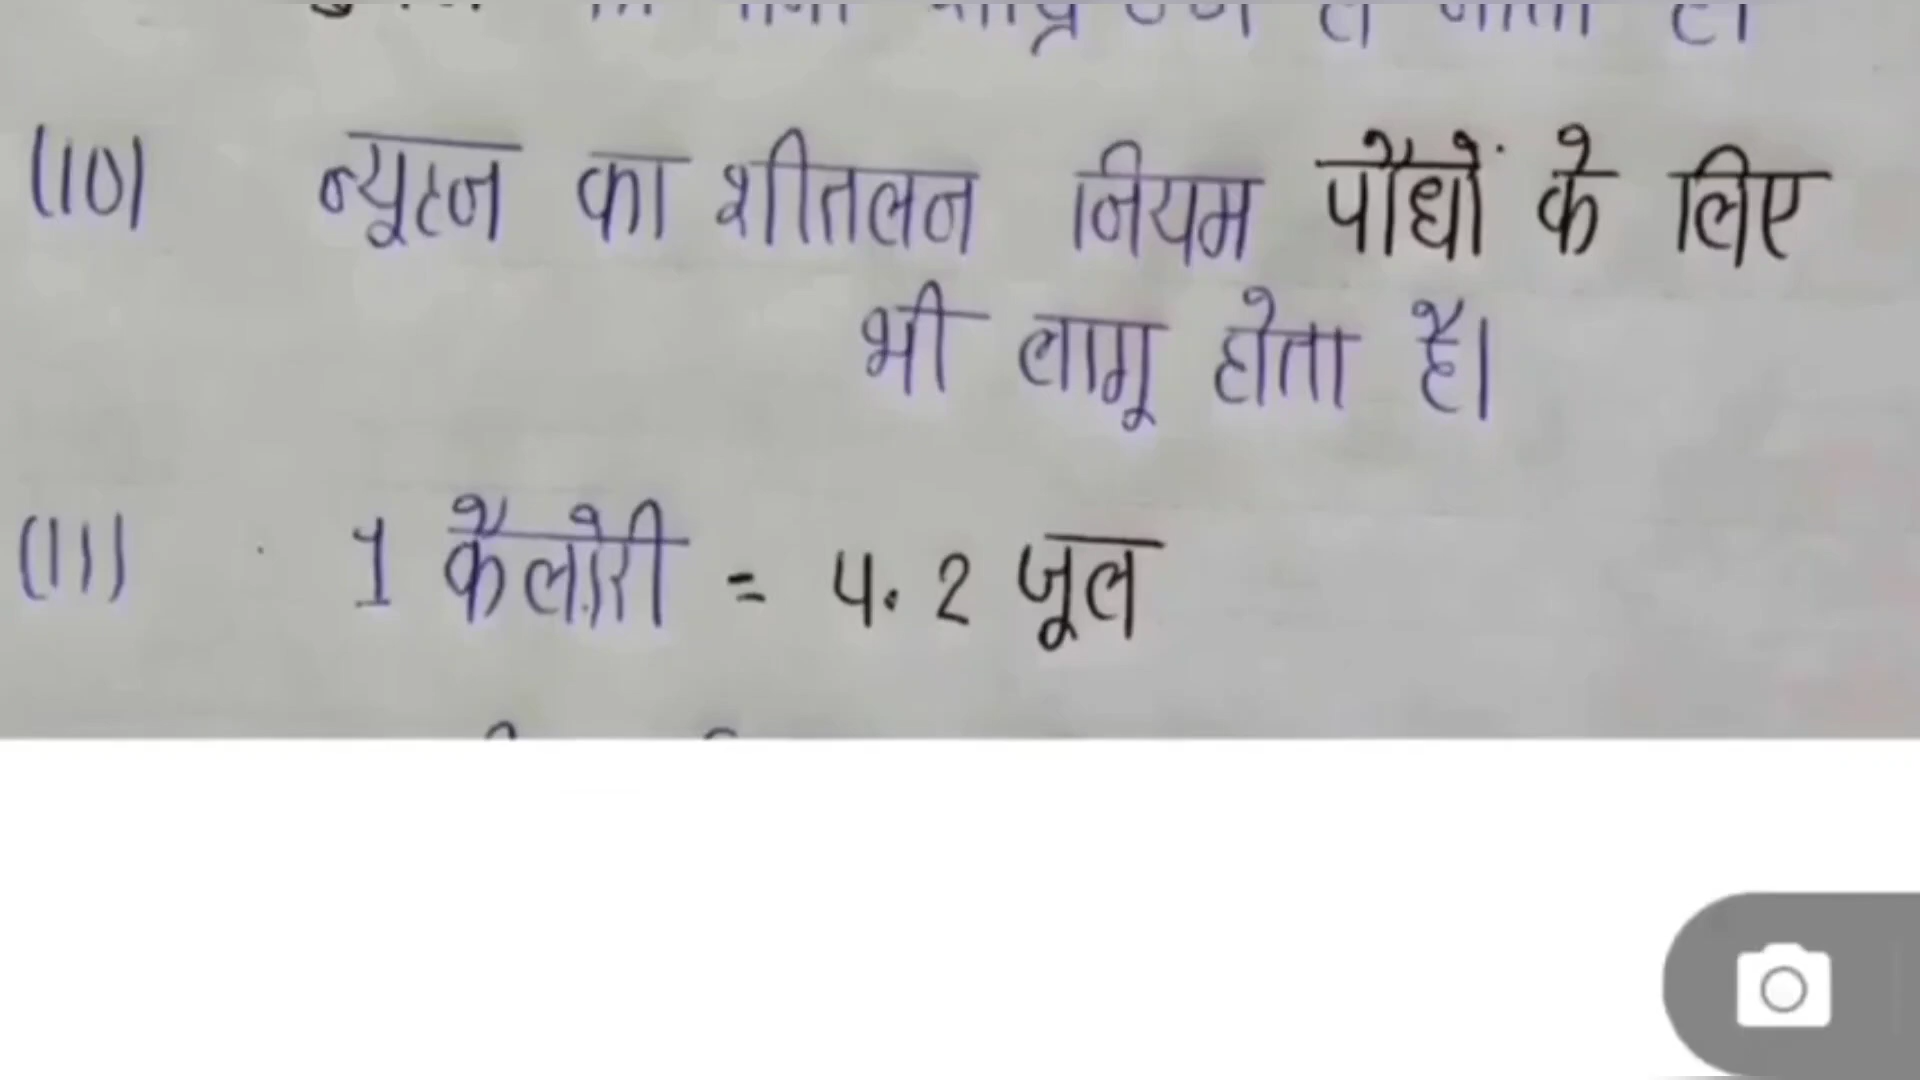 (10) न्यूटन का शीतलन नियम पौधों के लिए
भी लागू होता है।
(11) 1 कैलोरी = 4.2 जूल